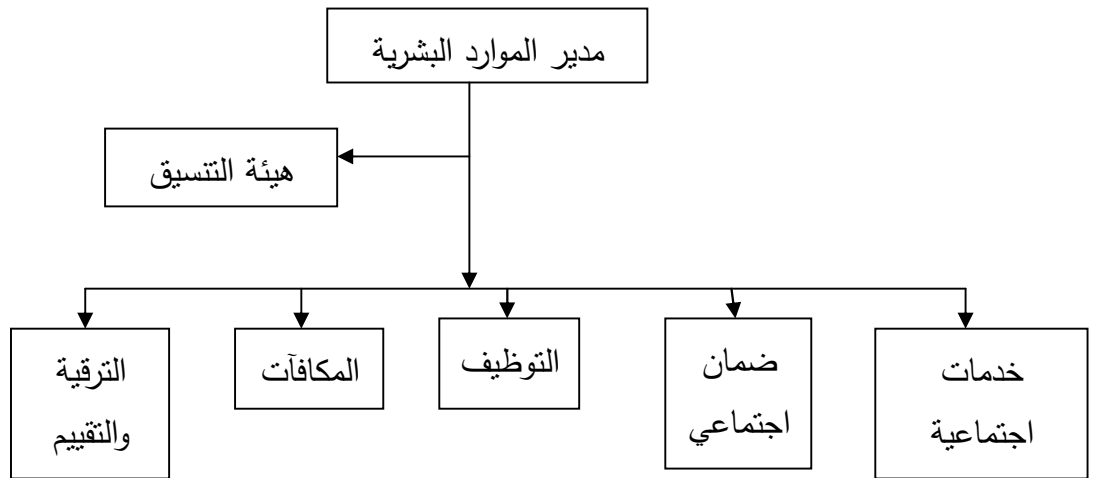 مدير الموارد البشرية
هيئة التنسيق
خدمات
اجتماعية
ضمان
اجتماعي
التوظيف
المكافآت
الترقية
والتقييم